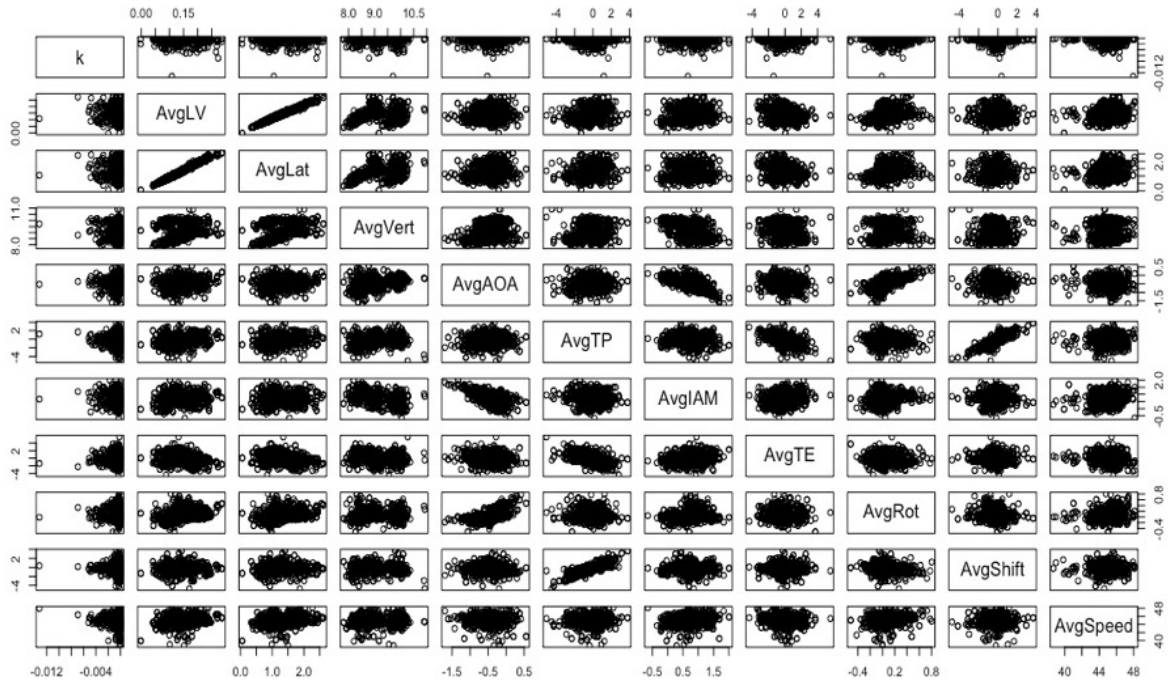 0.00 0.15 8.0 9.0 10.5 -4 0 2 4 -4 0 2 4 -4 0 2 4
k -0.012
0.00 AvgLV
AvgLat 0.0 2.0
8.0 11.0 AvgVert
AvgAOA -1.5 0.5
-4 2 AvgTP
AvgIAM -0.5 2.0
-4 2 AvgTE
AvgRot -0.4 0.8
-4 2 AvgShift
AvgSpeed 40 48
-0.012 -0.004 0.0 1.0 2.0 -1.5 -0.5 0.5 -0.5 1.0 2.0 -0.4 0.2 0.8 40 44 48